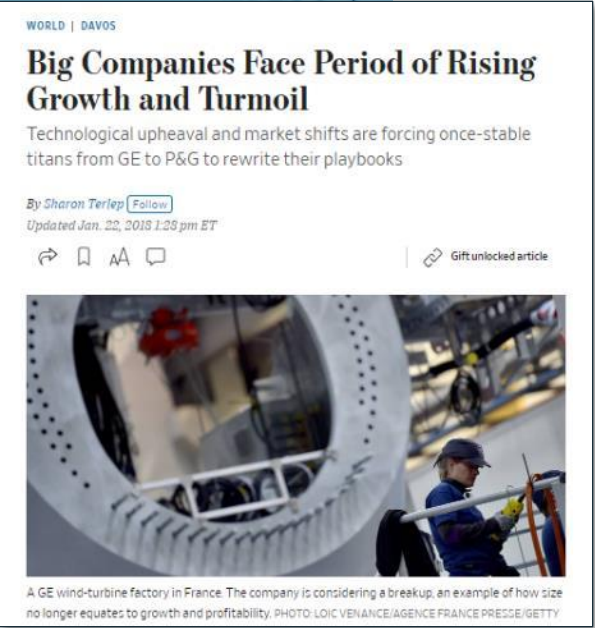 WORLD | DAVOS
Big Companies Face Period of Rising
Growth and Turmoil
Technological upheaval and market shifts are forcing once-stable
titans from GE to P&G to rewrite their playbooks
By Sharon Terlep Follow
Updated Jan. 22, 2018 1:28 pm ET
AA
Gift unlocked article
A GE wind-turbine factory in France. The company is considering a breakup, an example of how size
no longer equates to growth and profitability. PHOTO: LOIC VENANCE/AGENCE FRANCE PRESSE/GETTY